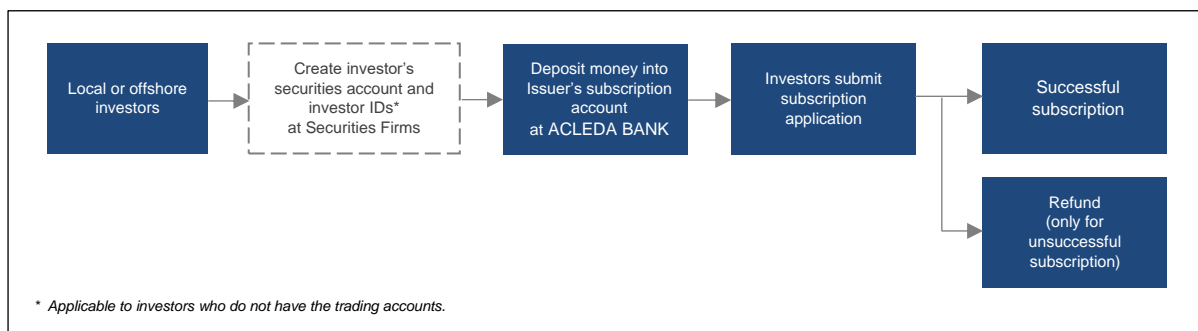 Local or offshore
investors
Create investor’s
securities account and
investor IDs*
at Securities Firms
Deposit money into
Issuer’s subscription
account
at ACLEDA BANK
Investors submit
subscription
application
Successful
subscription
Refund
(only for
unsuccessful
subscription)
* Applicable to investors who do not have the trading accounts.